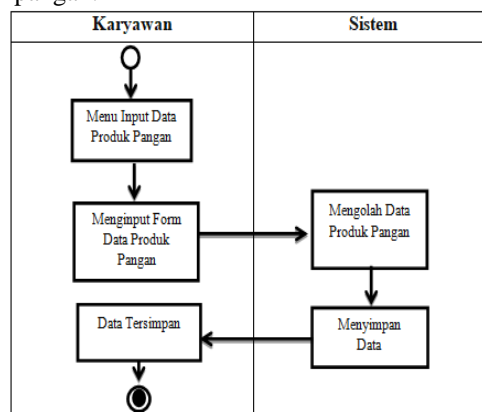 Karyawan
Sistem
Menu Input Data
Produk Pangan
Menginput Form
Data Produk
Pangan
Mengolah Data
Produk Pangan
Data Tersimpan
Menyimpan
Data